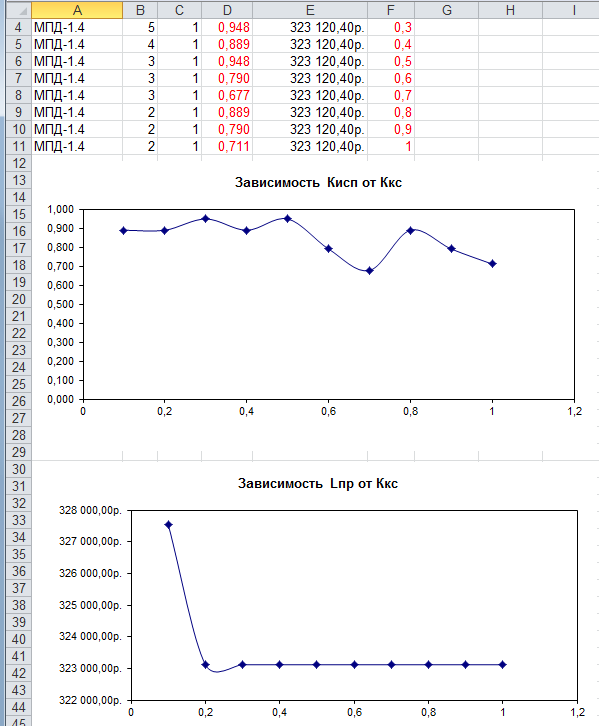 A B C D E F G H I
4 МПД-1.4 5 1 0,948 323 120,40р. 0,3
5 МПД-1.4 4 1 0,889 323 120,40р. 0,4
6 МПД-1.4 3 1 0,948 323 120,40р. 0,5
7 МПД-1.4 3 1 0,790 323 120,40р. 0,6
8 МПД-1.4 3 1 0,677 323 120,40р. 0,7
9 МПД-1.4 2 1 0,889 323 120,40р. 0,8
10 МПД-1.4 2 1 0,790 323 120,40р. 0,9
11 МПД-1.4 2 1 0,711 323 120,40р. 1
12
13
14
15
16
17
18
19
20
21
22
23
24
25
26
27
28
29
30
31
32
33
34
35
36
37
38
39
40
41
42
43
44
45
Зависимость Кисп от Ккс
1,000
0,900
0,800
0,700
0,600
0,500
0,400
0,300
0,200
0,100
0,000
0 0,2 0,4 0,6 0,8 1 1,2
Зависимость Lпр от Ккс
328 000,00р.
327 000,00р.
326 000,00р.
325 000,00р.
324 000,00р.
323 000,00р.
322 000,00р.
0 0,2 0,4 0,6 0,8 1 1,2